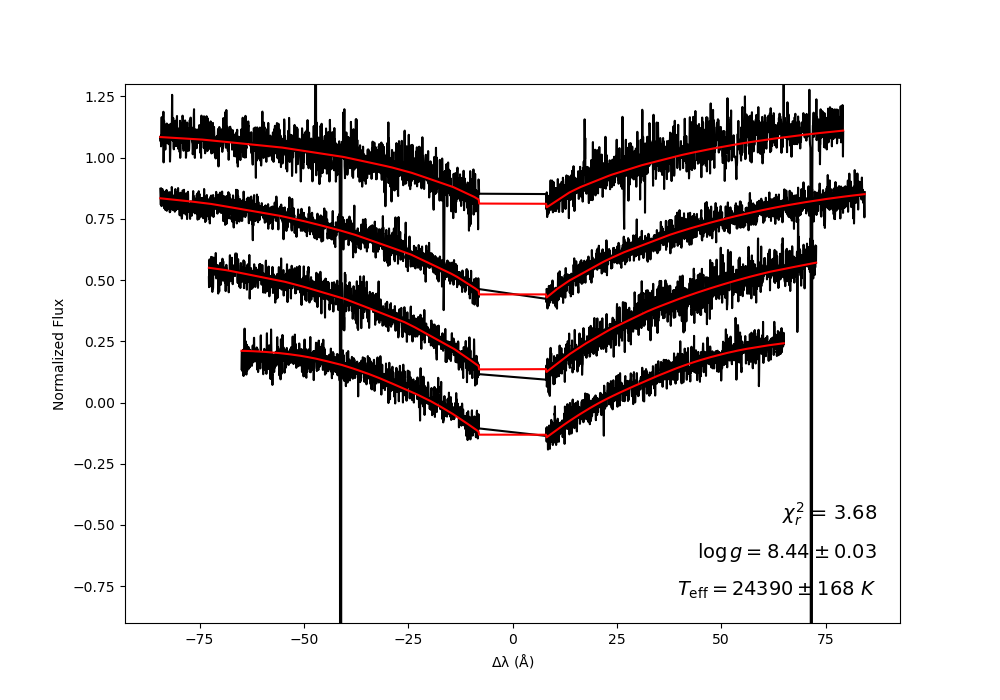 1.25
1.00
0.75
0.50
0.25
0.00
−0.25
−0.50
−0.75
Normalized Flux
χ²ᵣ = 3.68
log g = 8.44 ± 0.03
T_eff = 24390 ± 168 K
−75 −50 −25 0 25 50 75
Δλ (Å)